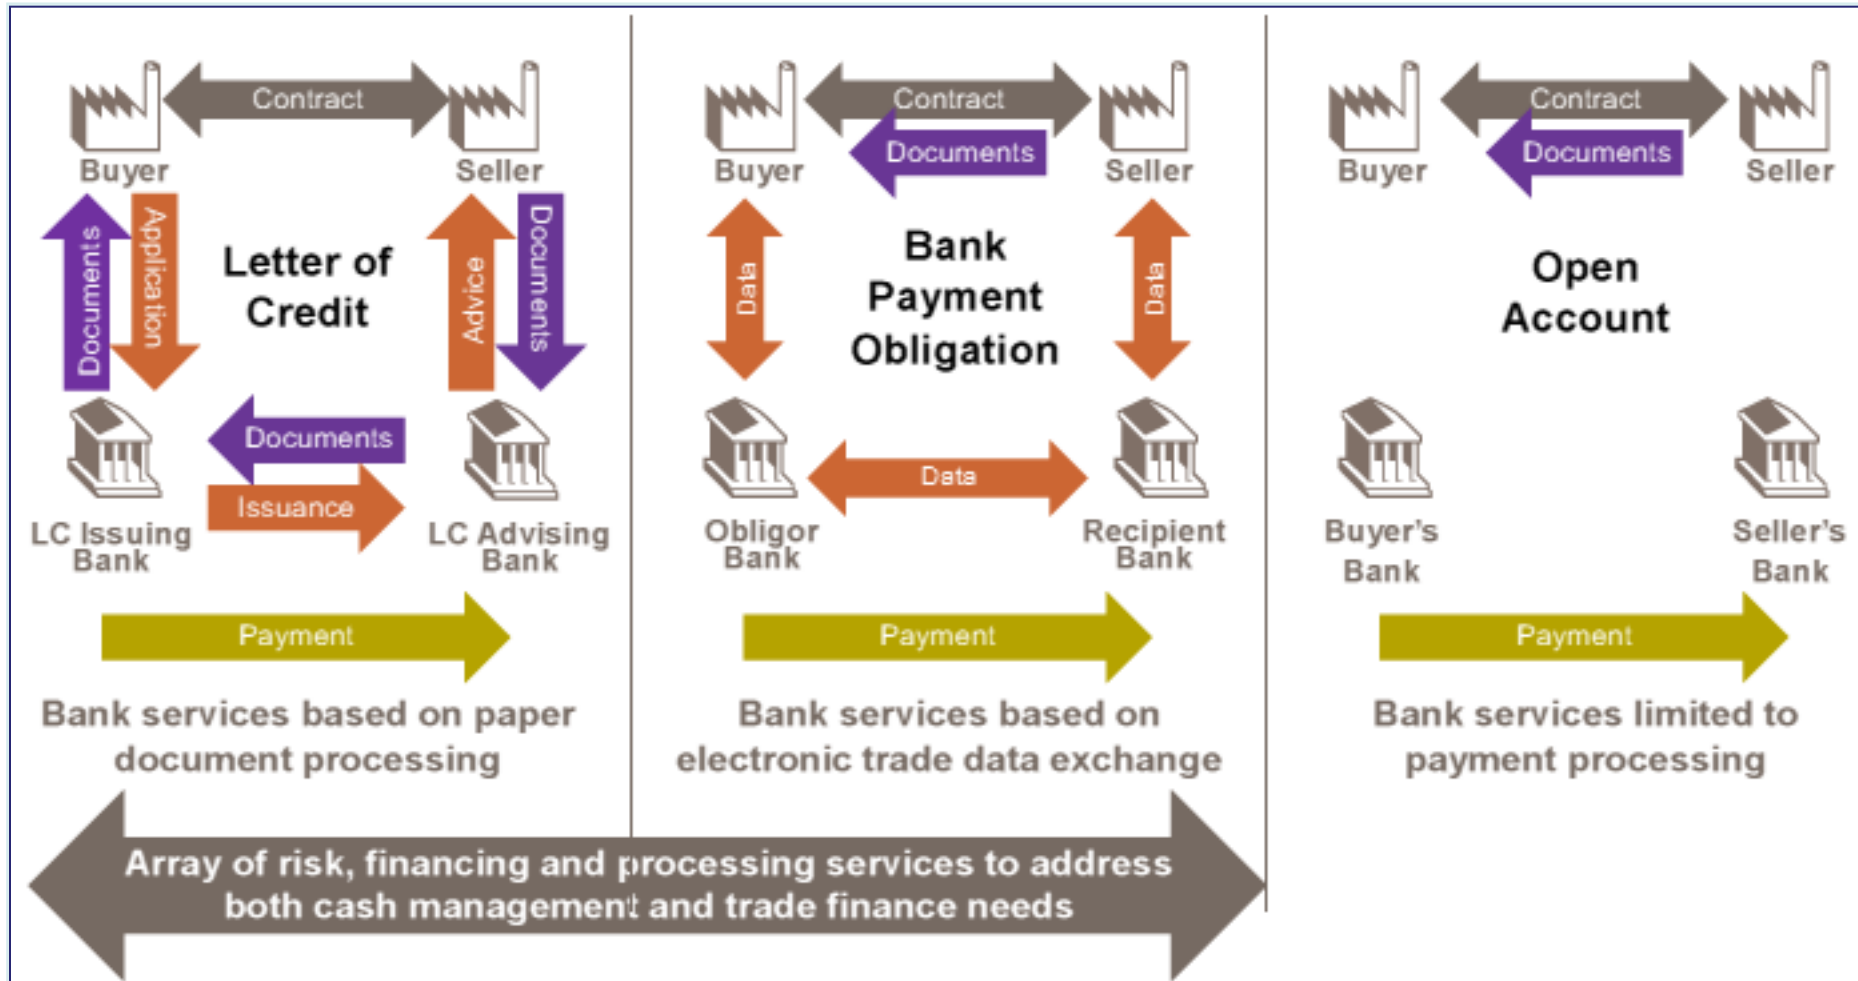 Contract
Buyer
Seller
Documents
Application
Letter of
Credit
Advice
Documents
Documents
Issuance
LC Issuing
Bank
LC Advising
Bank
Payment
Bank services based on paper
document processing
Contract
Documents
Buyer
Seller
Data
Bank
Payment
Obligation
Data
Data
Obligor
Bank
Recipient
Bank
Payment
Bank services based on
electronic trade data exchange
Contract
Documents
Buyer
Seller
Open
Account
Buyer's
Bank
Seller's
Bank
Payment
Bank services limited to
payment processing
Array of risk, financing and processing services to address
both cash management and trade finance needs